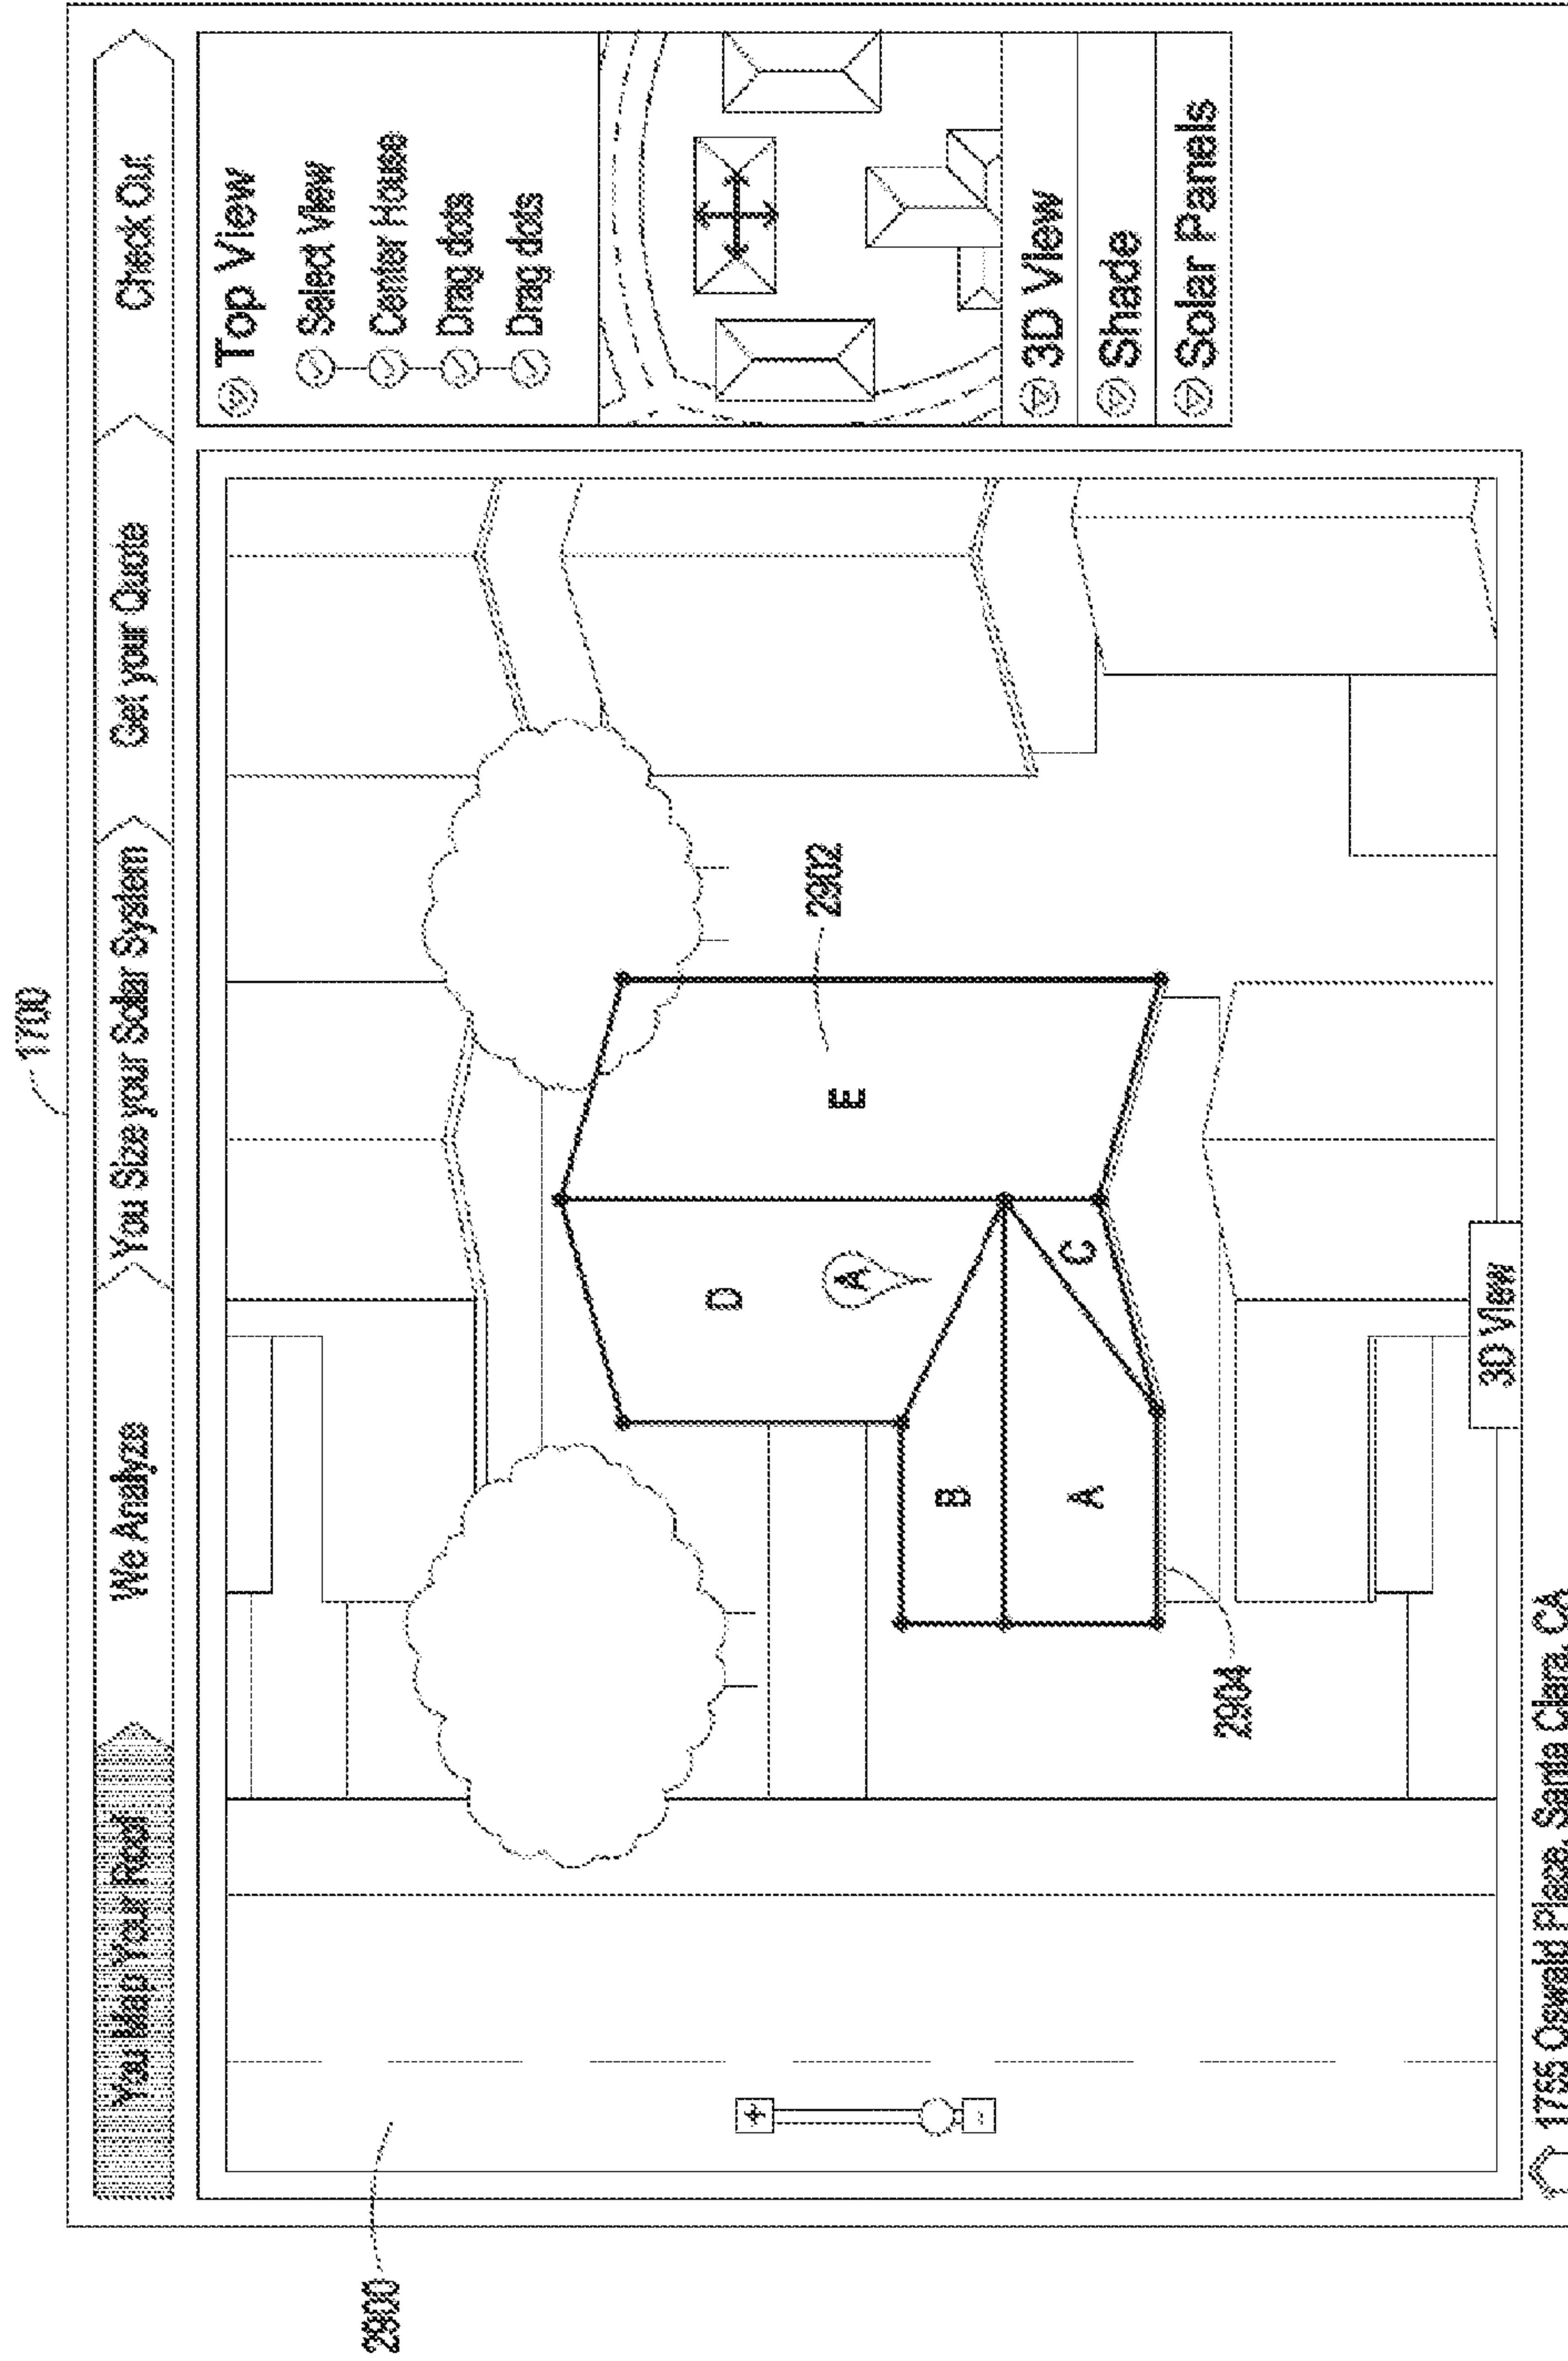 1700
You Map Your Roof
We Analyze
You Size your Solar System
Get your Quote
Check Out
2900
D
E
2902
A
B
A
C
2904
3D View
Top View
Select View
Center House
Drag dots
Drag dots
3D View
Shade
Solar Panels
1755 Oswald Place, Santa Clara, CA